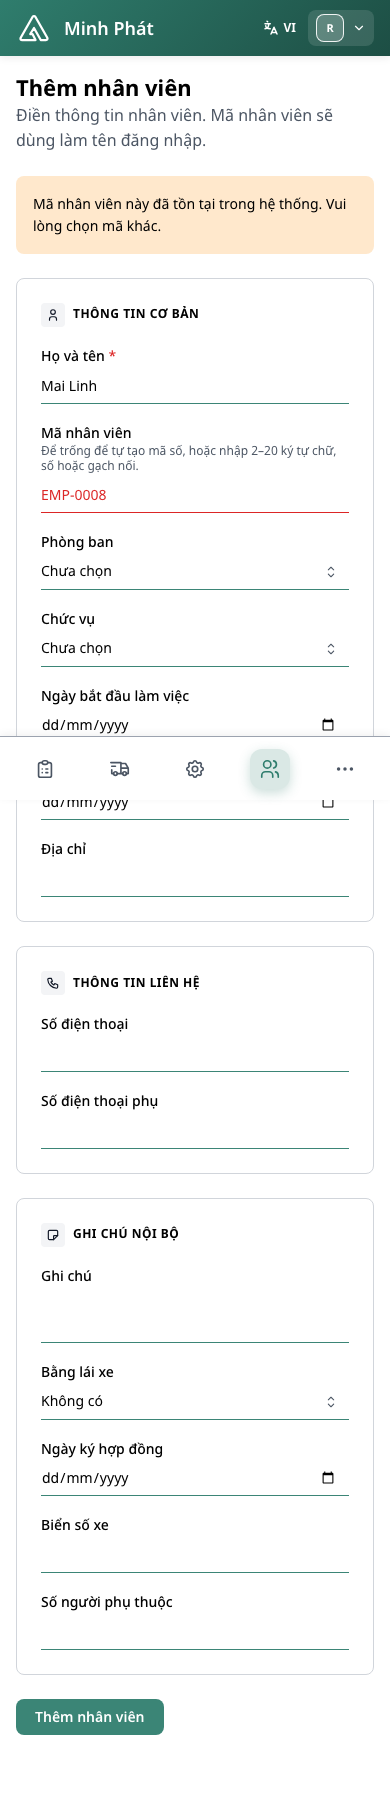 Minh Phát
VI
R
Thêm nhân viên
Điền thông tin nhân viên. Mã nhân viên sẽ
dùng làm tên đăng nhập.
Mã nhân viên này đã tồn tại trong hệ thống. Vui
lòng chọn mã khác.
THÔNG TIN CƠ BẢN
Họ và tên *
Mai Linh
Mã nhân viên
Để trống để tự tạo mã số, hoặc nhập 2–20 ký tự chữ,
số hoặc gạch nối.
EMP-0008
Phòng ban
Chưa chọn
Chức vụ
Chưa chọn
Ngày bắt đầu làm việc
dd/mm/yyyy
dd/mm/yyyy
Địa chỉ
THÔNG TIN LIÊN HỆ
Số điện thoại
Số điện thoại phụ
GHI CHÚ NỘI BỘ
Ghi chú
Bằng lái xe
Không có
Ngày ký hợp đồng
dd/mm/yyyy
Biển số xe
Số người phụ thuộc
Thêm nhân viên